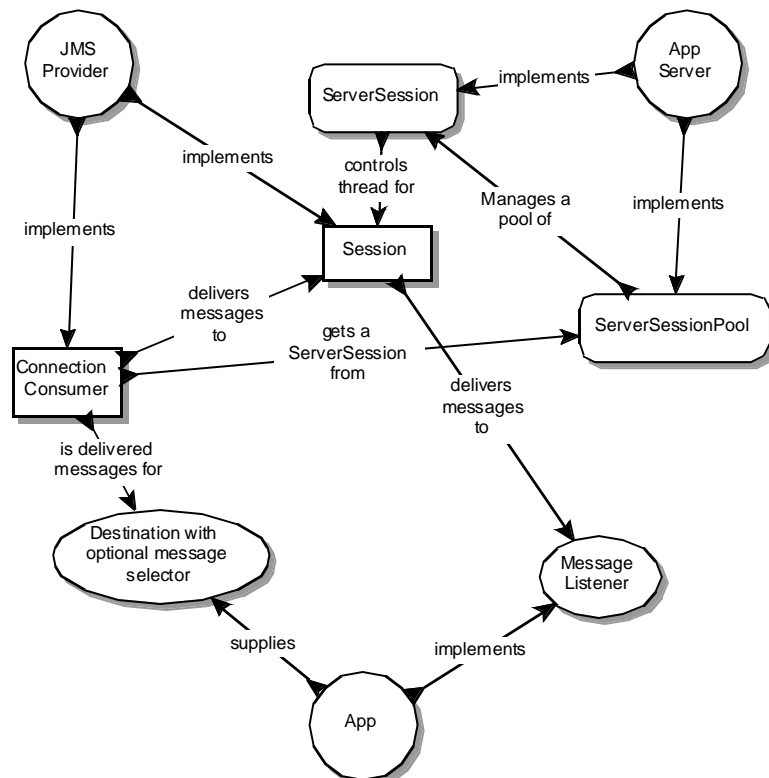 JMS
Provider
App
Server
implements
ServerSession
implements
controls
thread for
Manages a
pool of
implements
implements
Session
delivers
messages
to
gets a
ServerSession
from
ServerSessionPool
Connection
Consumer
delivers
messages
to
is delivered
messages for
Destination with
optional message
selector
Message
Listener
supplies
implements
App